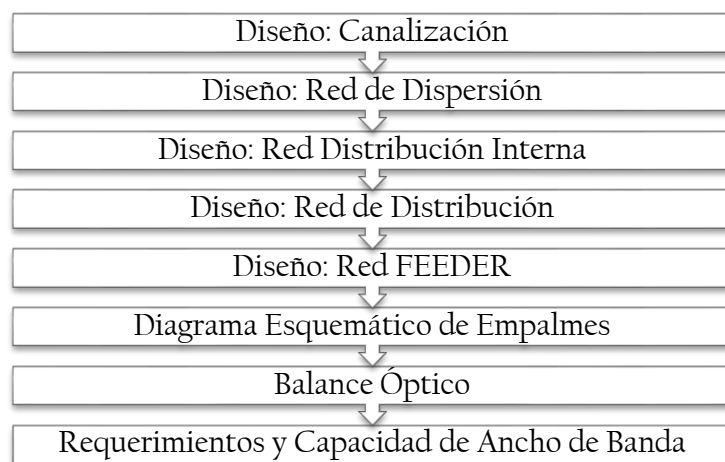 Diseño: Canalización
Diseño: Red de Dispersión
Diseño: Red Distribución Interna
Diseño: Red de Distribución
Diseño: Red FEEDER
Diagrama Esquemático de Empalmes
Balance Óptico
Requerimientos y Capacidad de Ancho de Banda